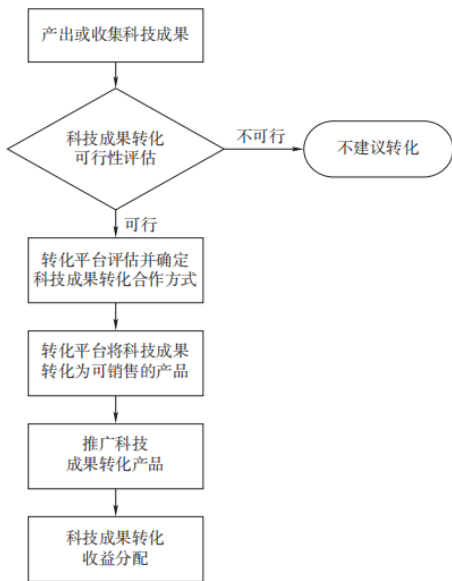 产出或收集科技成果
科技成果转化
可行性评估
不可行
不建议转化
可行
转化平台评估并确定
科技成果转化合作方式
转化平台将科技成果
转化为可销售的产品
推广科技
成果转化产品
科技成果转化
收益分配